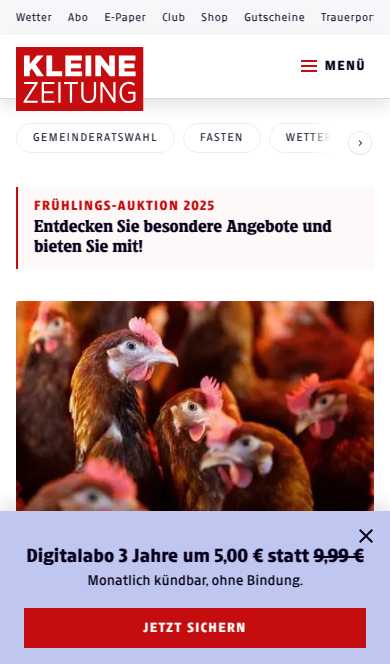 Wetter Abo E-Paper Club Shop Gutscheine Trauerpor
KLEINE
ZEITUNG
MENÜ
GEMEINDERATSWAHL FASTEN WETTER
FRÜHLINGS-AUKTION 2025
Entdecken Sie besondere Angebote und
bieten Sie mit!
Digitalabo 3 Jahre um 5,00 € statt 9,99 €
Monatlich kündbar, ohne Bindung.
JETZT SICHERN